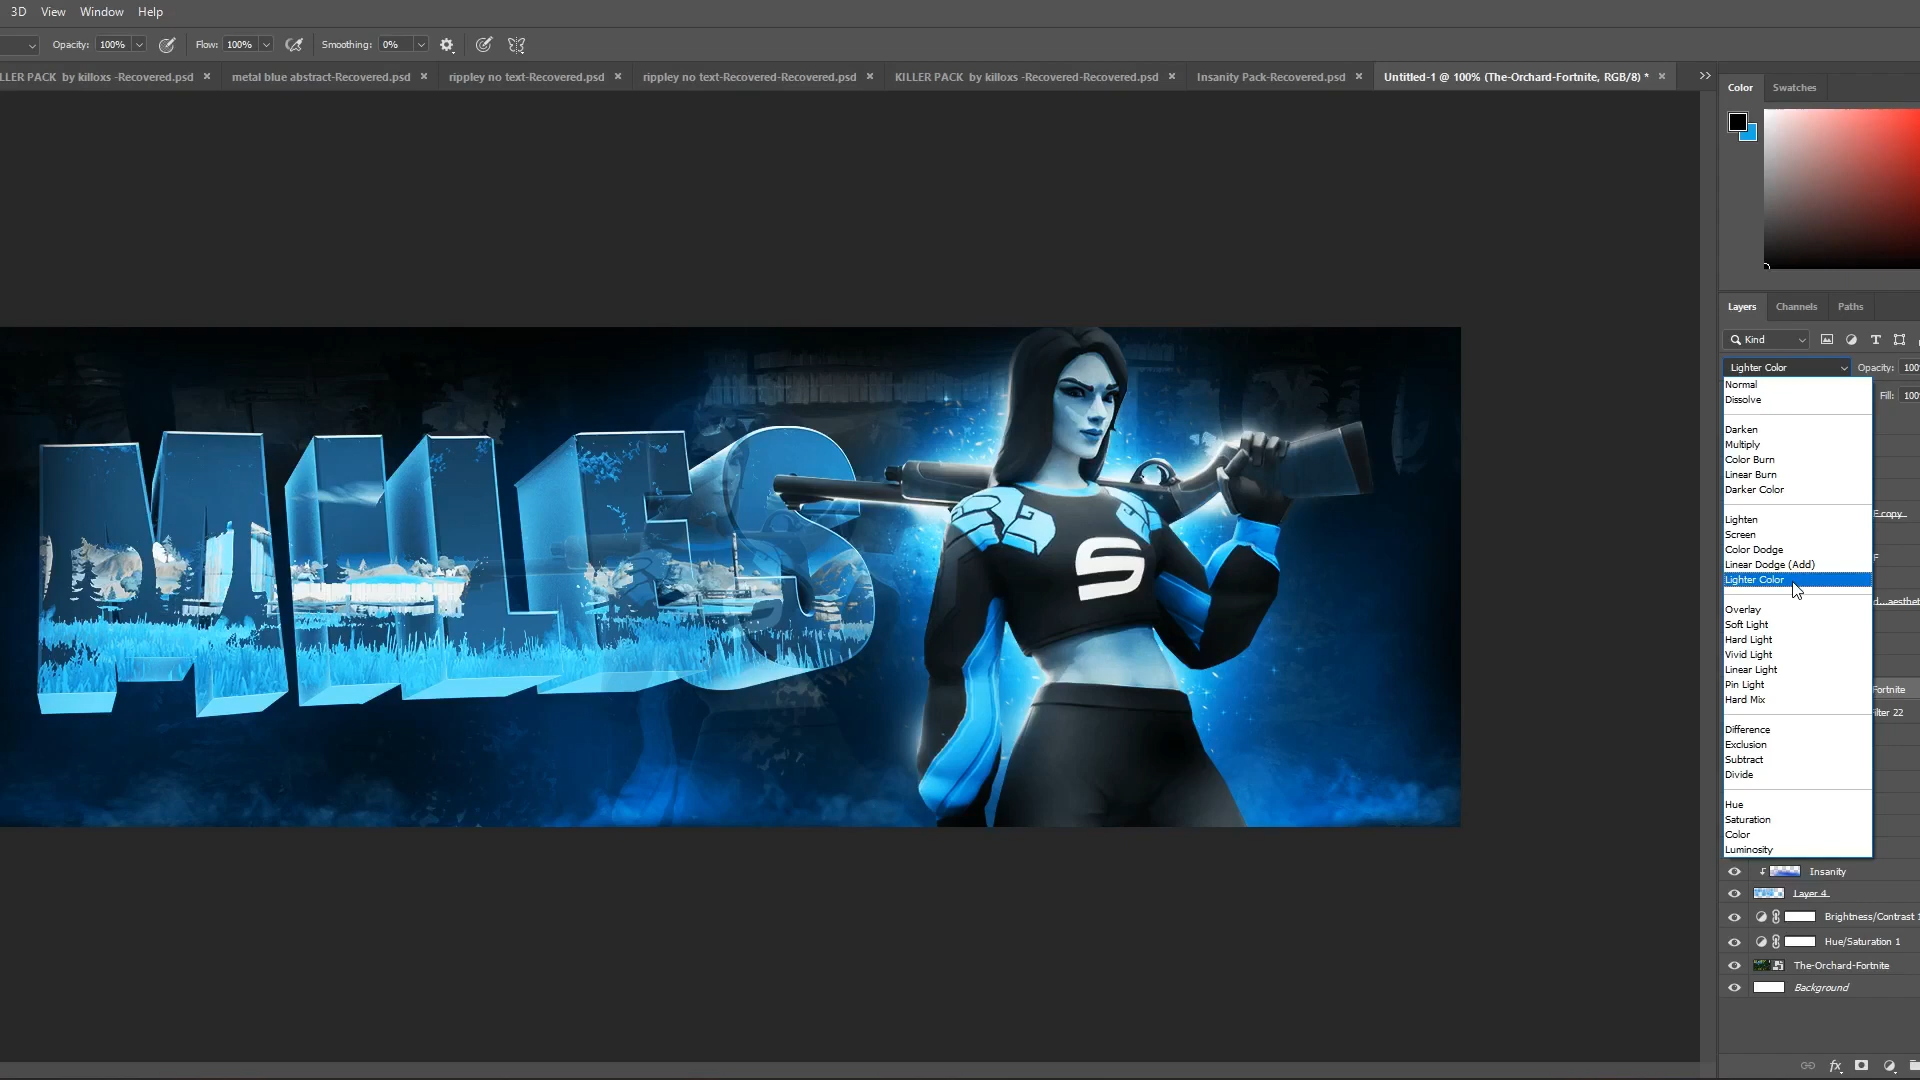 3D View Window Help
Opacity: 100% Flow: 100% Smoothing: 0%
LLER PACK by killoxs -Recovered.psd × metal blue abstract-Recovered.psd × rippley no text-Recovered.psd × rippley no text-Recovered-Recovered.psd × KILLER PACK by killoxs -Recovered-Recovered.psd × Insanity Pack-Recovered.psd × Untitled-1 @ 100% (The-Orchard-Fortnite, RGB/8) * ×
Color Swatches
Layers Channels Paths
Kind
Lighter Color Opacity: 100%
Fill: 100%
Normal
Dissolve
Darken
Multiply
Color Burn
Linear Burn
Darker Color
Lighten
Screen
Color Dodge
Linear Dodge (Add)
Lighter Color
Overlay
Soft Light
Hard Light
Vivid Light
Linear Light
Pin Light
Hard Mix
Difference
Exclusion
Subtract
Divide
Hue
Saturation
Color
Luminosity
E copy
F
d...aesthet
Fortnite
ilter 22
Insanity
Layer 4
Brightness/Contrast 1
Hue/Saturation 1
The-Orchard-Fortnite
Background
fx
MILES
S